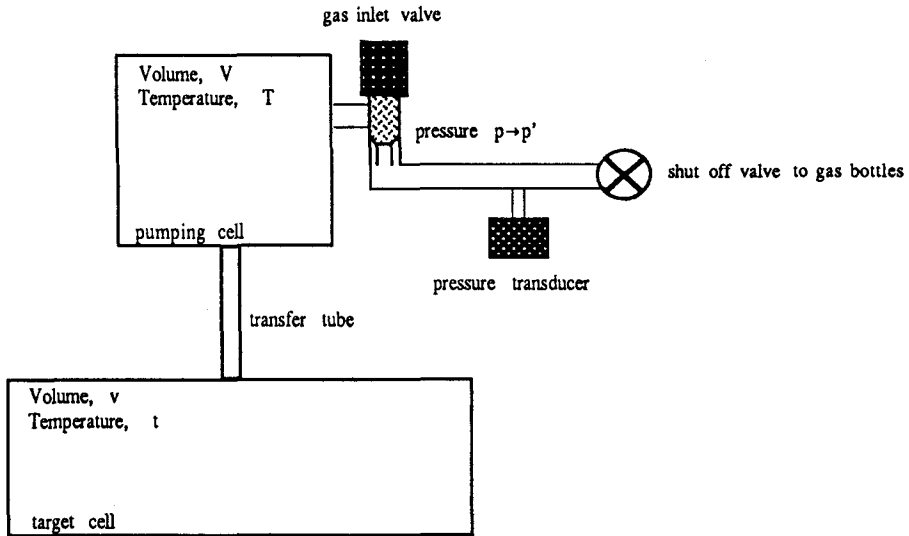 gas inlet valve
Volume, V
Temperature, T
pressure p→p'
shut off valve to gas bottles
pumping cell
pressure transducer
transfer tube
Volume, v
Temperature, t
target cell